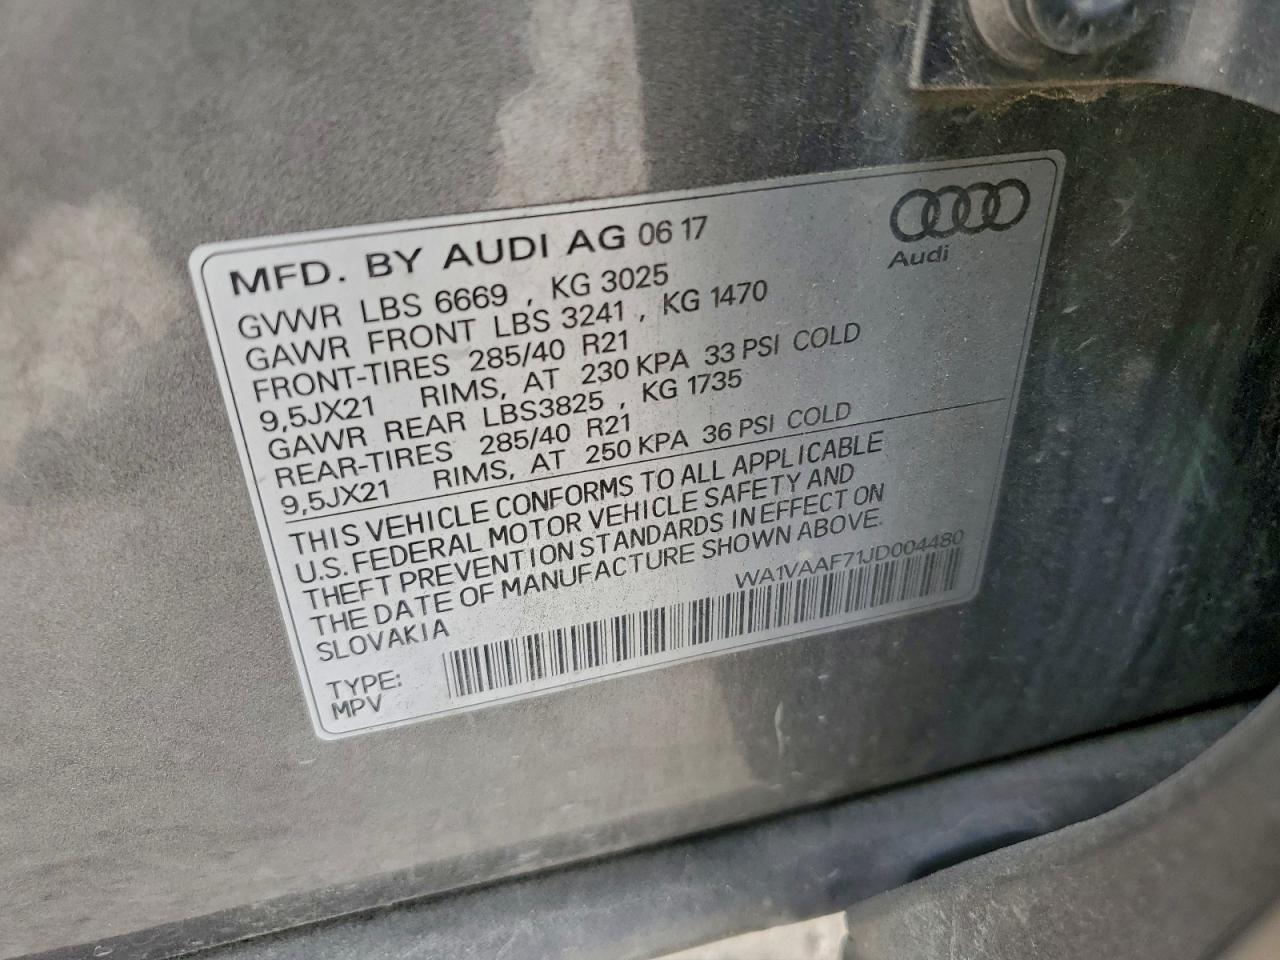 MFD. BY AUDI AG 06 17
Audi
GVWR LBS 6669 , KG 3025
GAWR FRONT LBS 3241 , KG 1470
FRONT-TIRES 285/40 R21
9,5JX21 RIMS, AT 230 KPA 33 PSI COLD
GAWR REAR LBS3825 , KG 1735
REAR-TIRES 285/40 R21
9,5JX21 RIMS, AT 250 KPA 36 PSI COLD
THIS VEHICLE CONFORMS TO ALL APPLICABLE
U.S. FEDERAL MOTOR VEHICLE SAFETY AND
THEFT PREVENTION STANDARDS IN EFFECT ON
THE DATE OF MANUFACTURE SHOWN ABOVE.
SLOVAKIA
WA1VAAF71JD004480
TYPE:
MPV